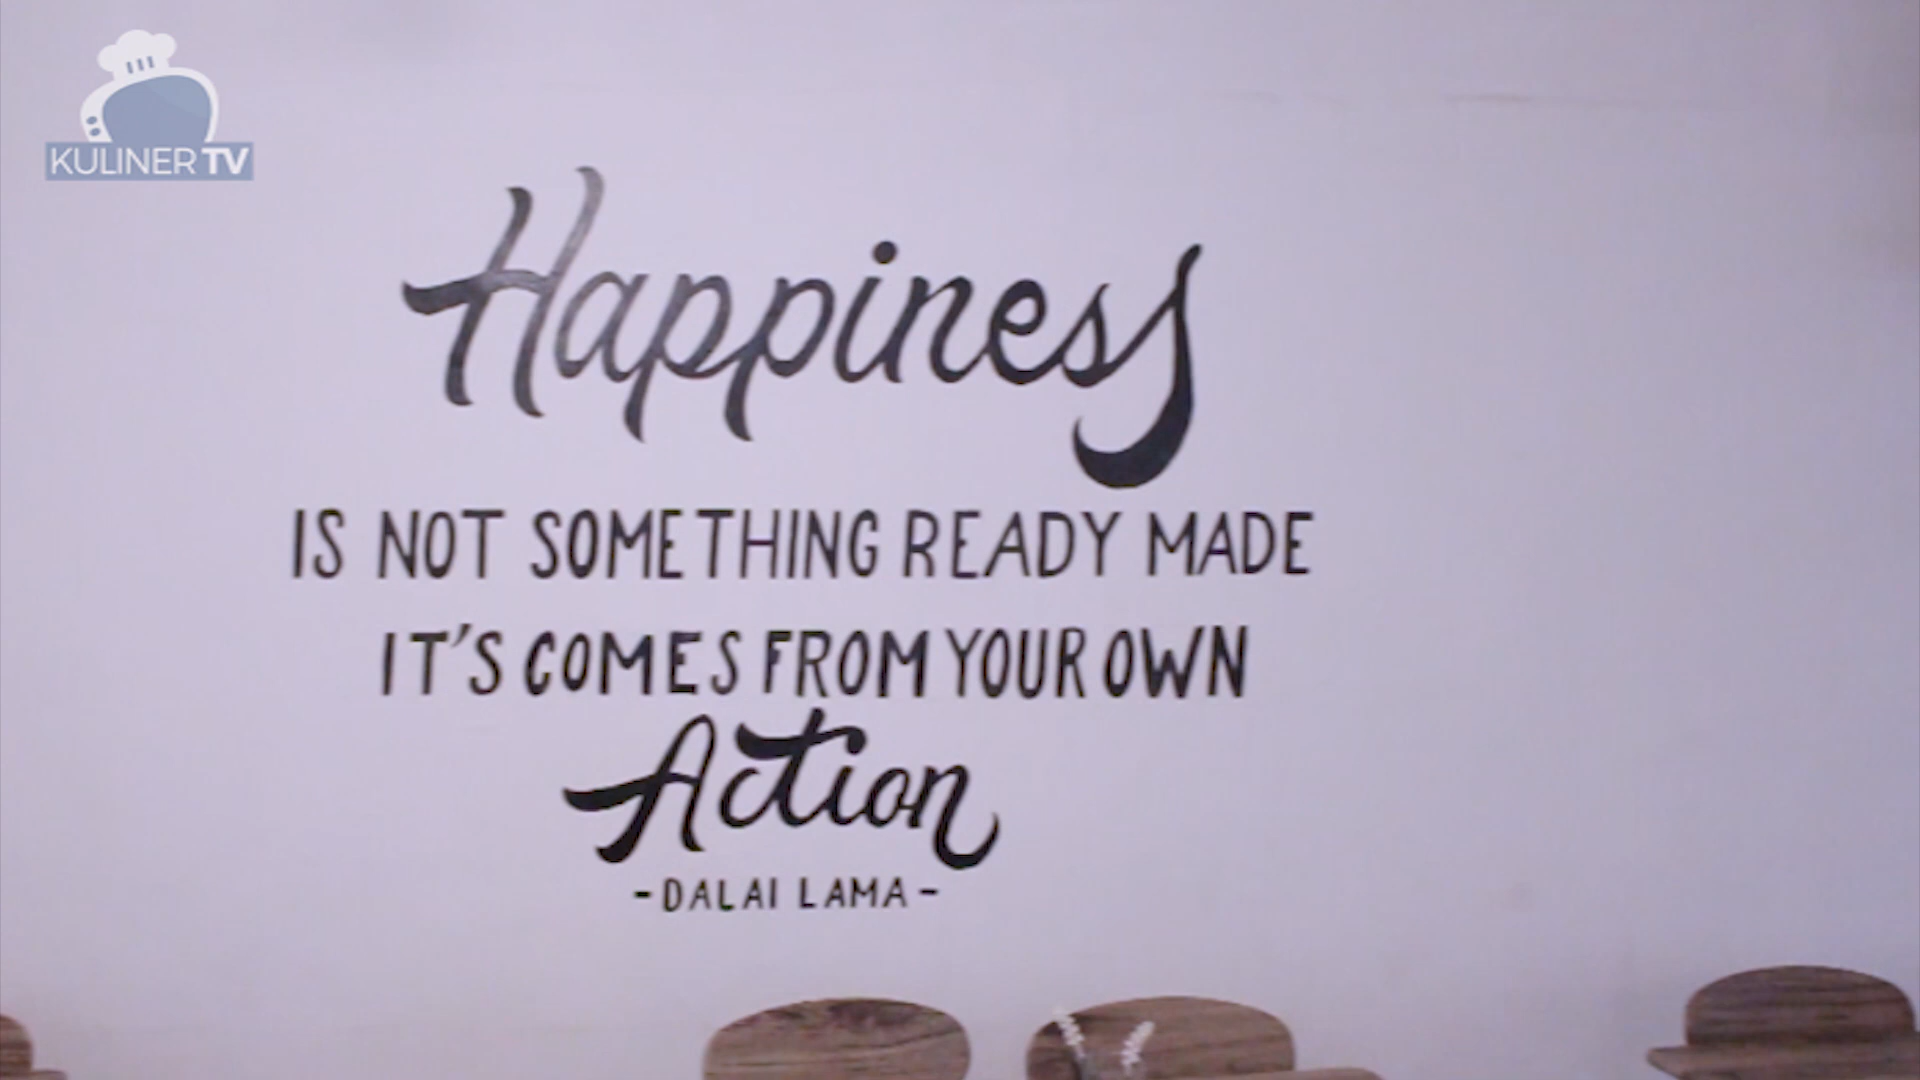 KULINER TV
Happiness
IS NOT SOMETHING READY MADE
IT'S COMES FROM YOUR OWN
Action
-DALAI LAMA-